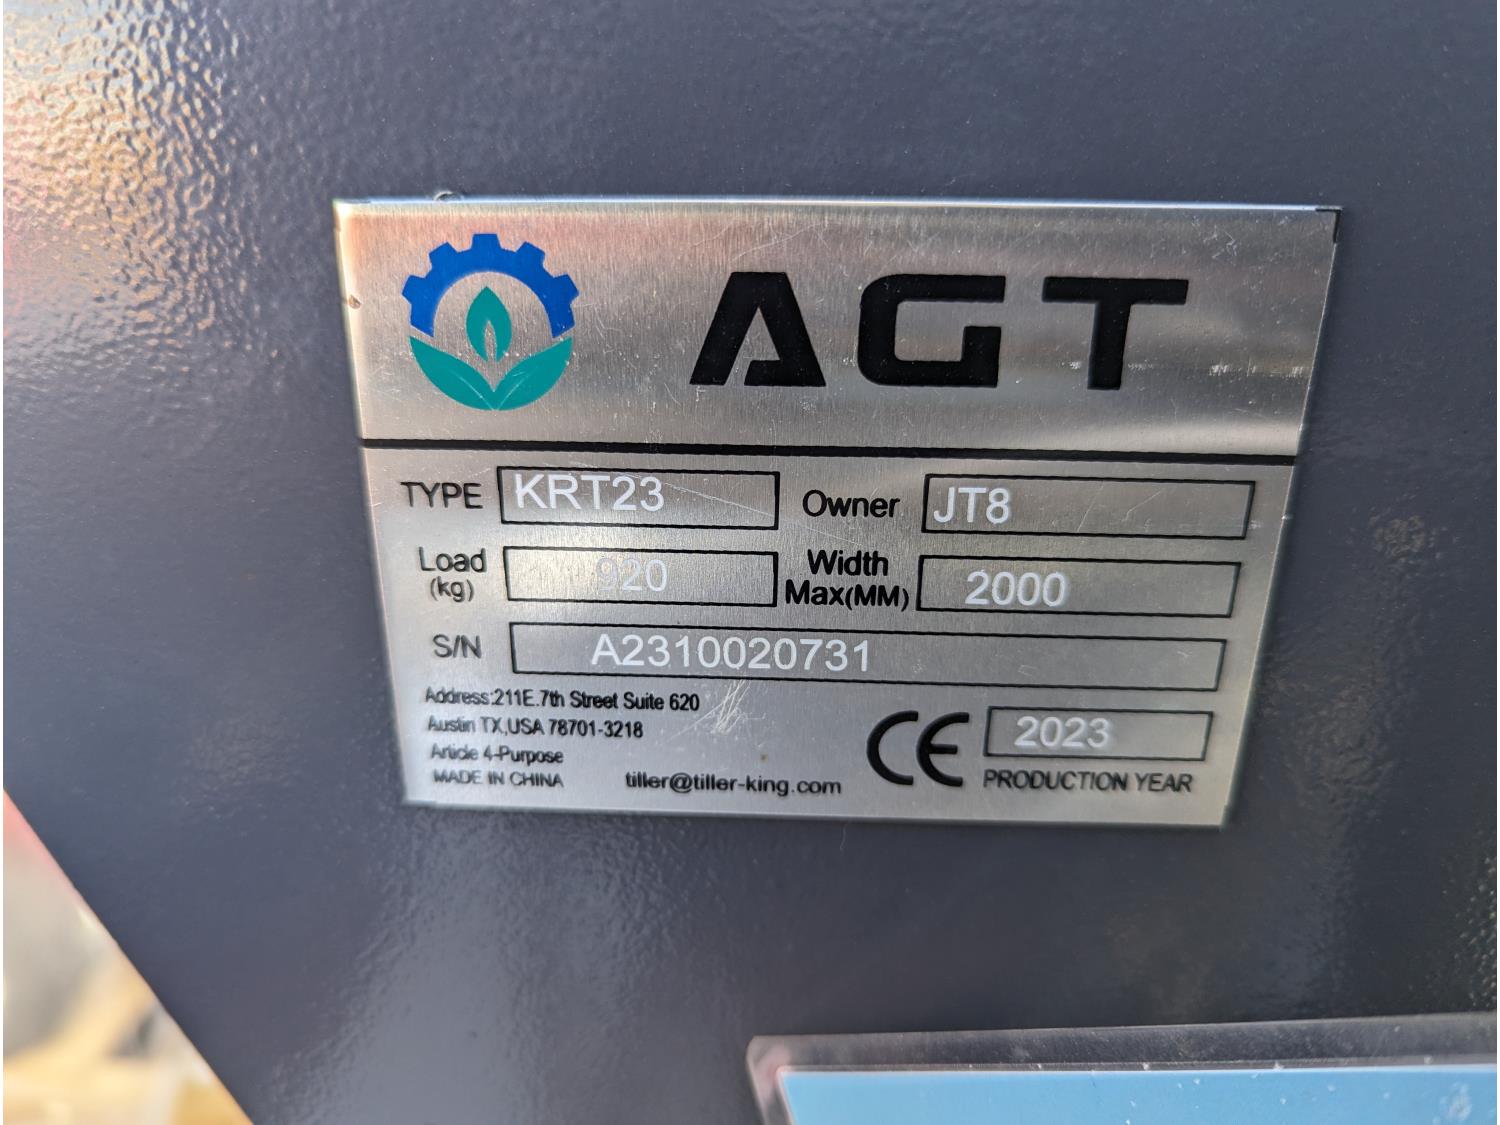 AGT
TYPE KRT23 Owner JT8
Load (kg) 920 Width Max(MM) 2000
S/N A2310020731
Address:211E.7th Street Suite 620
Austin TX,USA 78701-3218
Article 4-Purpose
MADE IN CHINA tiller@tiller-king.com CE 2023 PRODUCTION YEAR